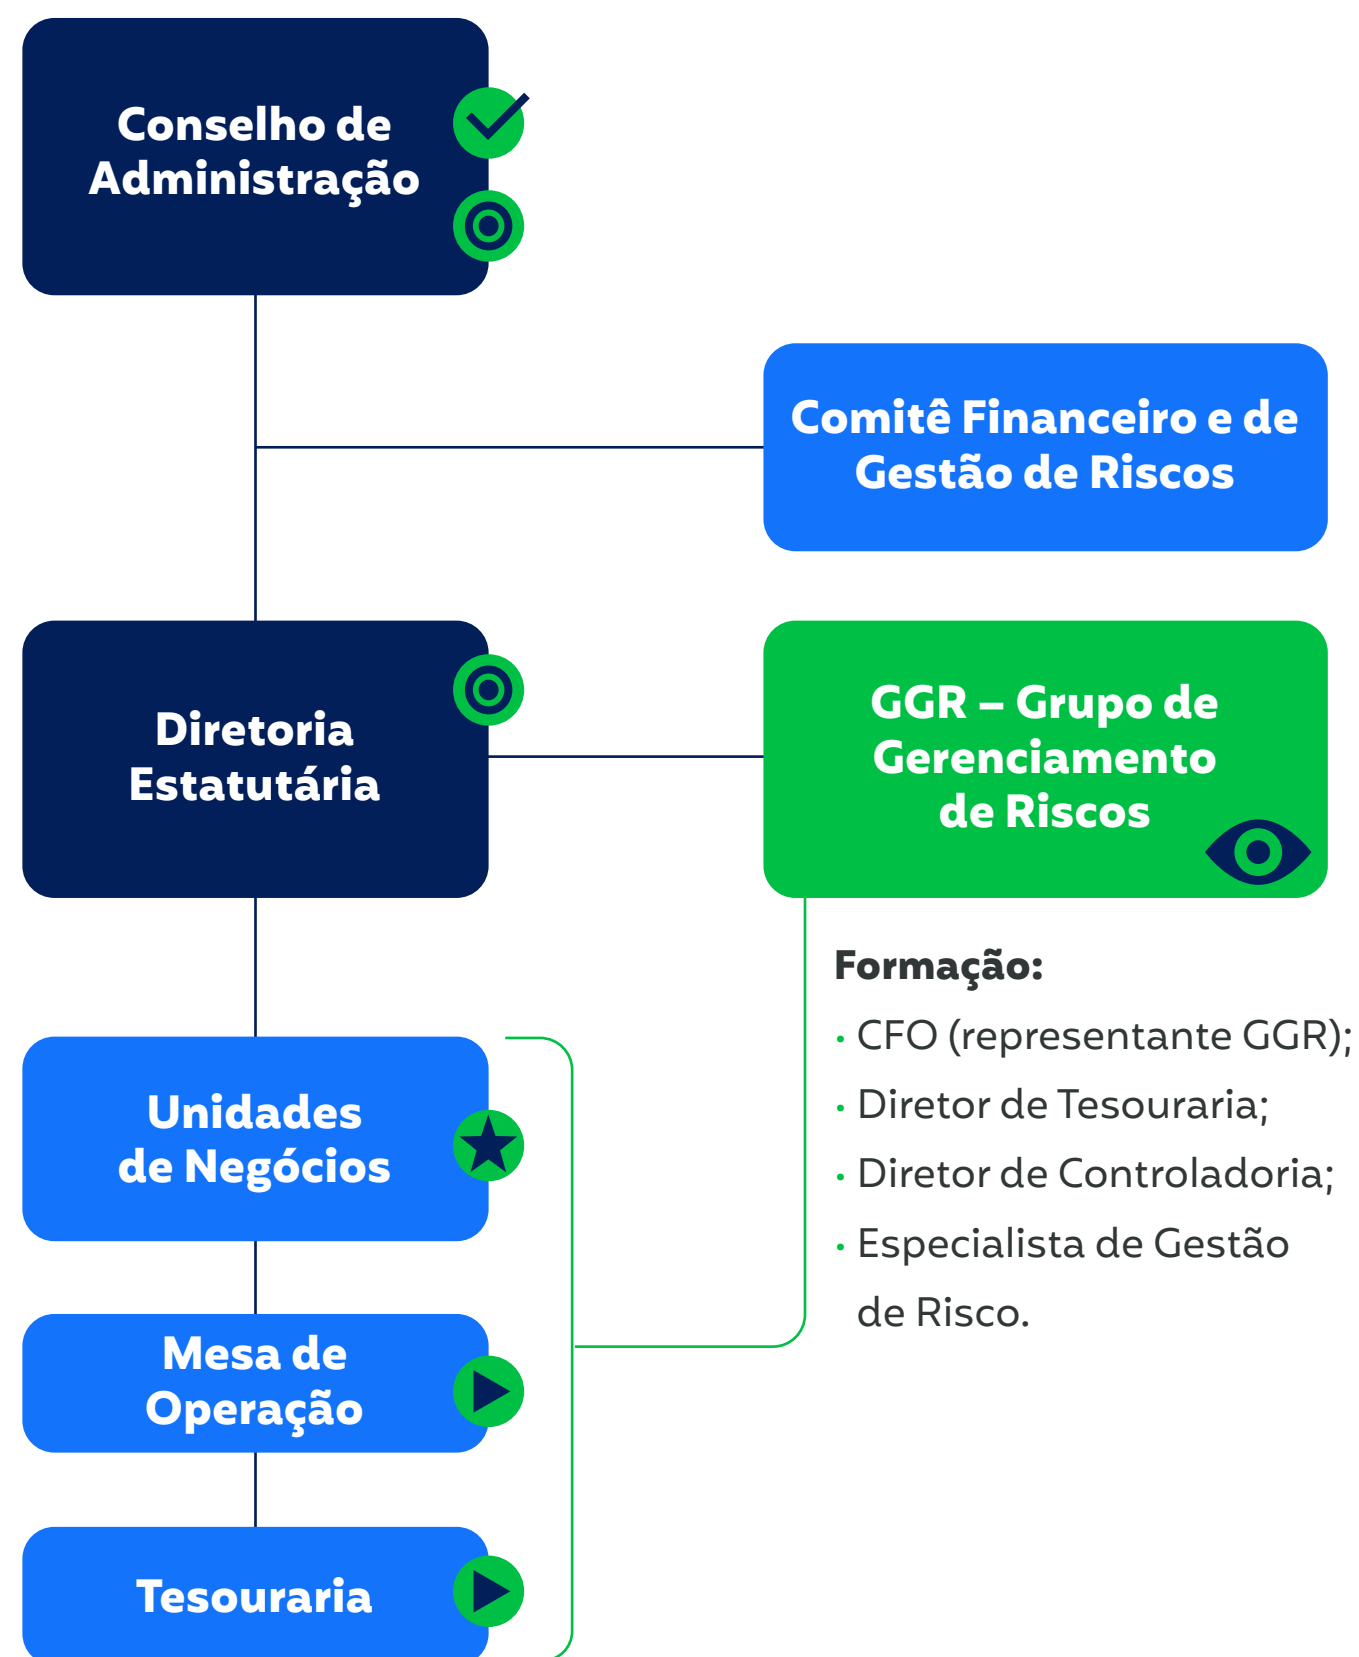 Conselho de
Administração
Comitê Financeiro e de
Gestão de Riscos
Diretoria
Estatutária
GGR – Grupo de
Gerenciamento
de Riscos
Formação:
• CFO (representante GGR);
• Diretor de Tesouraria;
• Diretor de Controladoria;
• Especialista de Gestão
de Risco.
Unidades
de Negócios
Mesa de
Operação
Tesouraria